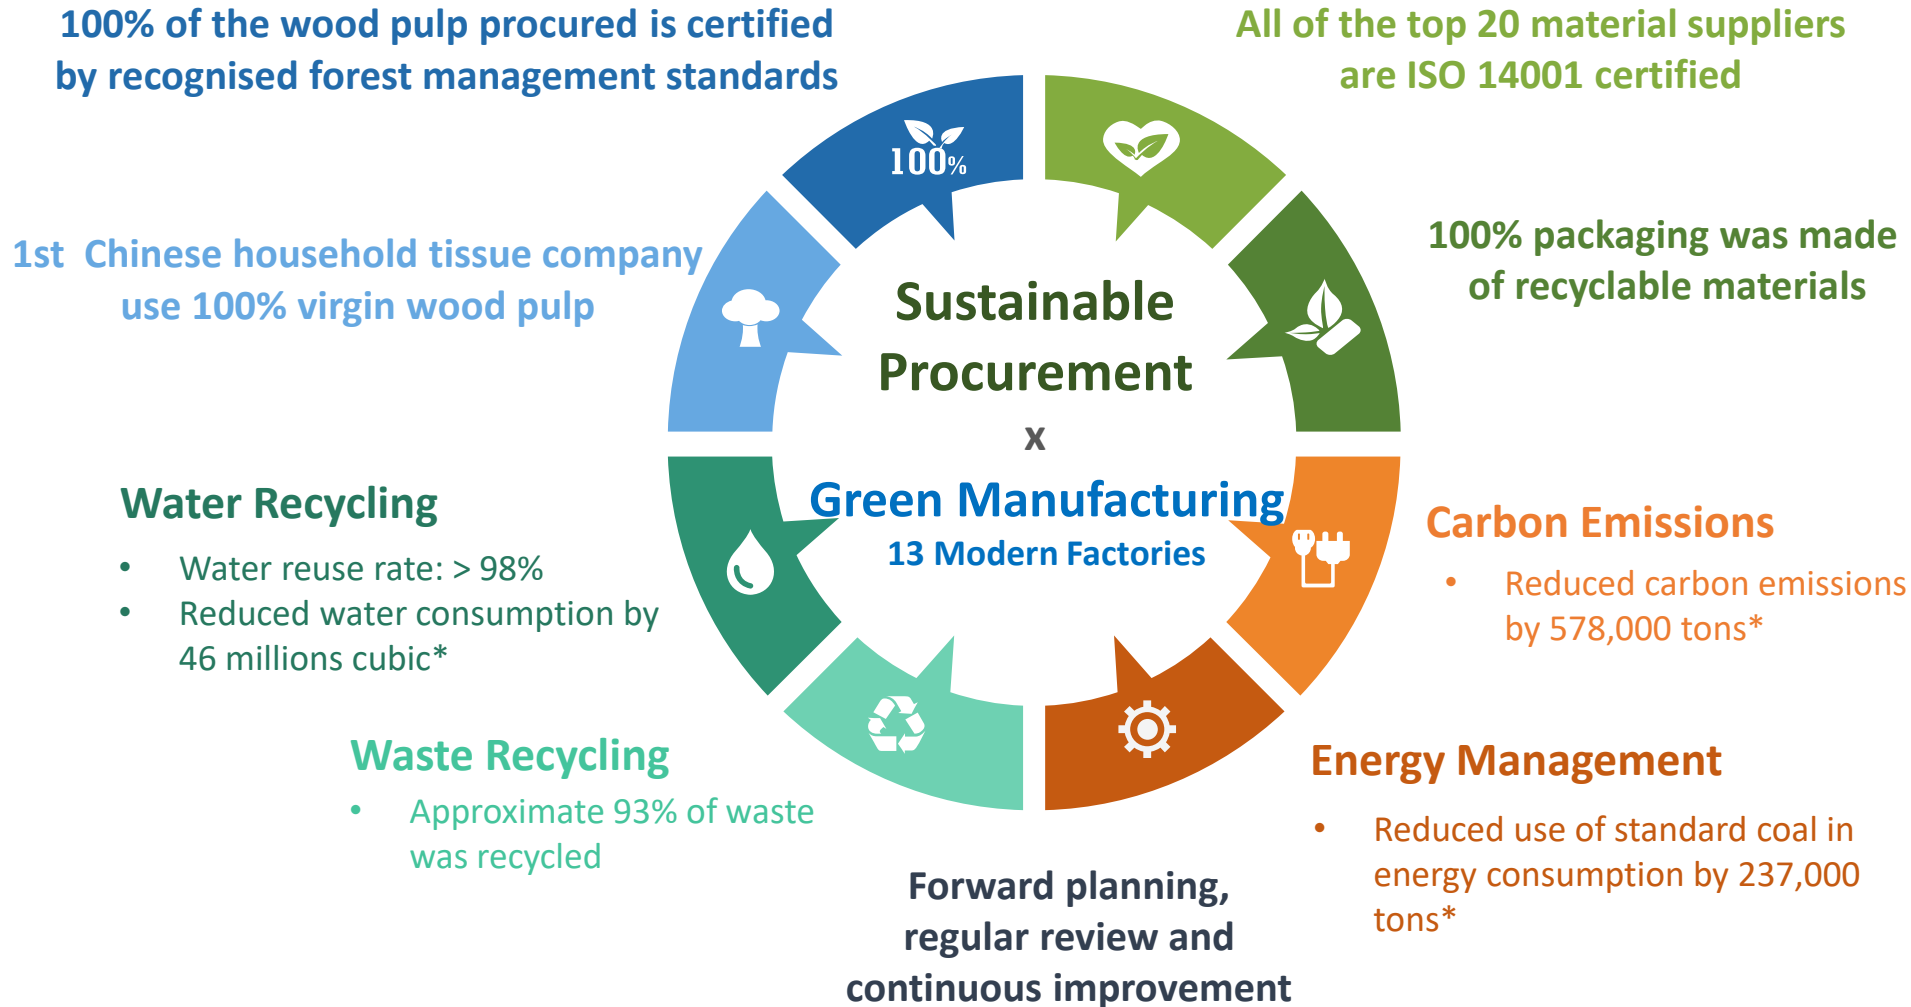 100% of the wood pulp procured is certified
by recognised forest management standards
All of the top 20 material suppliers
are ISO 14001 certified
100%
1st  Chinese household tissue company
use 100% virgin wood pulp
100% packaging was made
of recyclable materials
Sustainable
Procurement
x
Green Manufacturing
13 Modern Factories
Water Recycling
• Water reuse rate: > 98%
• Reduced water consumption by
46 millions cubic*
Carbon Emissions
• Reduced carbon emissions
by 578,000 tons*
Waste Recycling
• Approximate 93% of waste
was recycled
Energy Management
• Reduced use of standard coal in
energy consumption by 237,000
tons*
Forward planning,
regular review and
continuous improvement